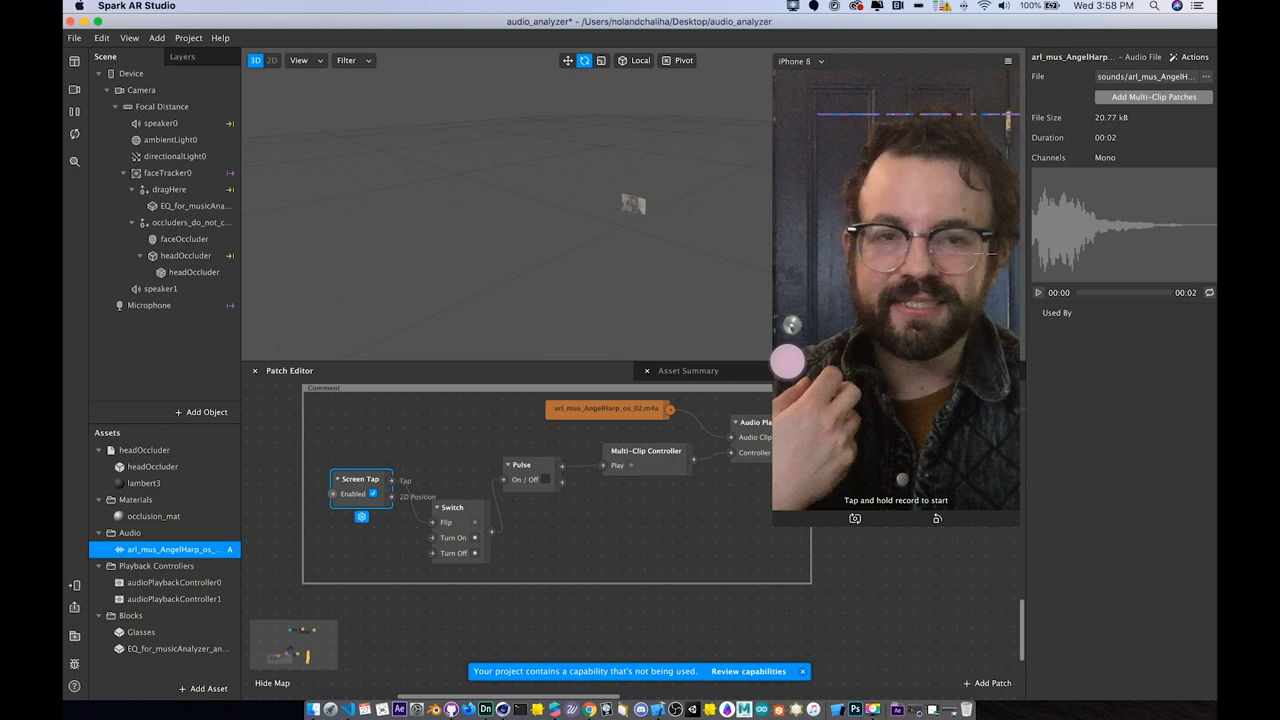 Spark AR Studio
100%
Wed 3:58 PM
audio_analyzer* - /Users/nolandchaliha/Desktop/audio_analyzer
File Edit View Add Project Help
Scene
Layers
Device
Camera
Focal Distance
speaker0
ambientLight0
directionalLight0
faceTracker0
dragHere
EQ_for_musicAna...
occluders_do_not_c...
faceOccluder
headOccluder
headOccluder
speaker1
Microphone
Add Object
Assets
headOccluder
headOccluder
lambert3
Materials
occlusion_mat
Audio
arl_mus_AngelHarp_os_... A
Playback Controllers
audioPlaybackController0
audioPlaybackController1
Blocks
Glasses
EQ_for_musicAnalyzer_an...
Add Asset
3D 2D View Filter Local Pivot
iPhone 8
Tap and hold record to start
Patch Editor
Asset Summary
Comment
arl_mus_AngelHarp_os_02.m4a
Audio Pla
Audio Clip
Controller
Multi-Clip Controller
Play
Pulse
On / Off
Screen Tap
Enabled
Tap
2D Position
Switch
Flip
Turn On
Turn Off
Hide Map
Your project contains a capability that's not being used. Review capabilities
Add Patch
arl_mus_AngelHarp... - Audio File
Actions
File sounds/arl_mus_AngelH...
Add Multi-Clip Patches
File Size 20.77 kB
Duration 00:02
Channels Mono
00:00 00:02
Used By